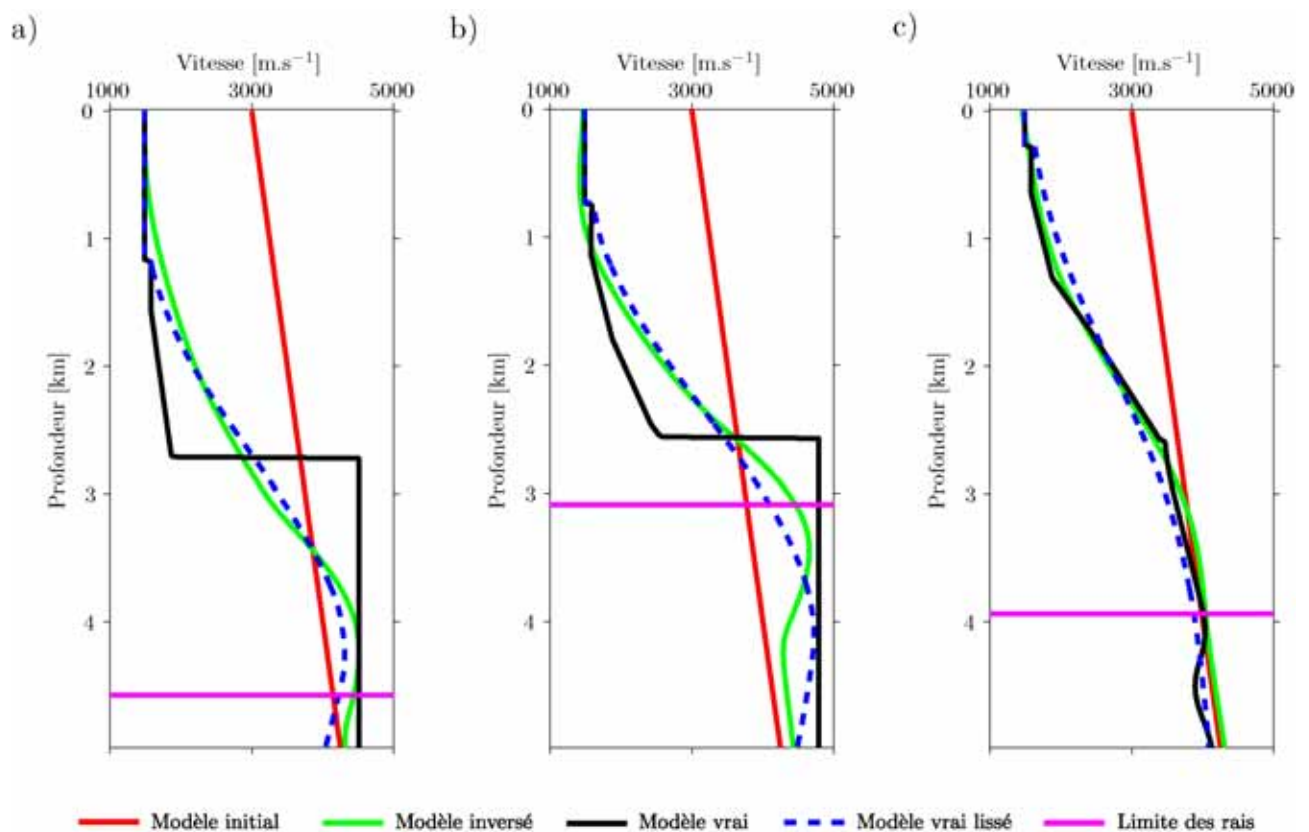 a)
Vitesse [m.s⁻¹]
1000 3000 5000
0
1
2
3
4
Profondeur [km]
b)
Vitesse [m.s⁻¹]
1000 3000 5000
0
1
2
3
4
Profondeur [km]
c)
Vitesse [m.s⁻¹]
1000 3000 5000
0
1
2
3
4
Profondeur [km]
Modèle initial Modèle inversé Modèle vrai Modèle vrai lissé Limite des rais